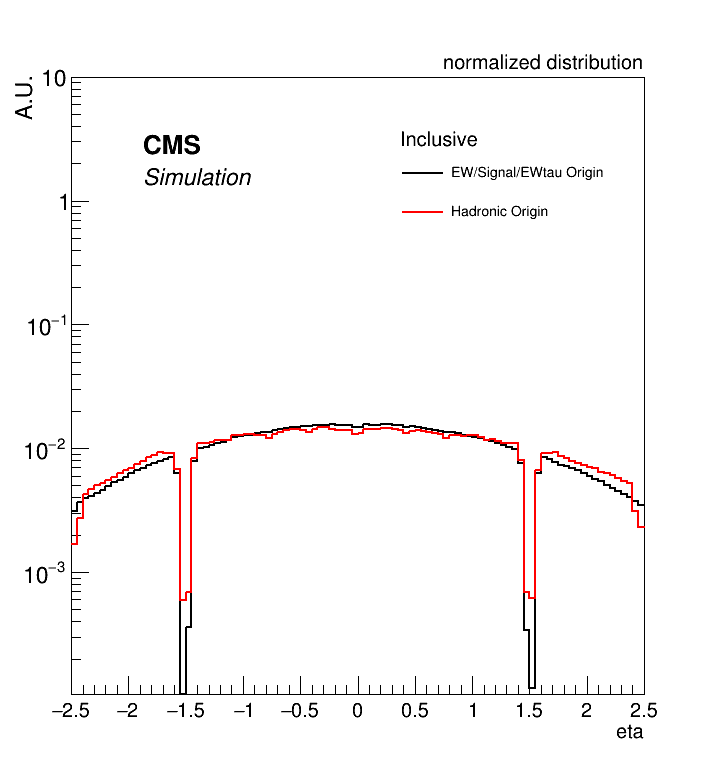 normalized distribution
A.U.
10
CMS
Simulation
Inclusive
EW/Signal/EWtau Origin
Hadronic Origin
1
10⁻¹
10⁻²
10⁻³
−2.5 −2 −1.5 −1 −0.5 0 0.5 1 1.5 2 2.5
eta